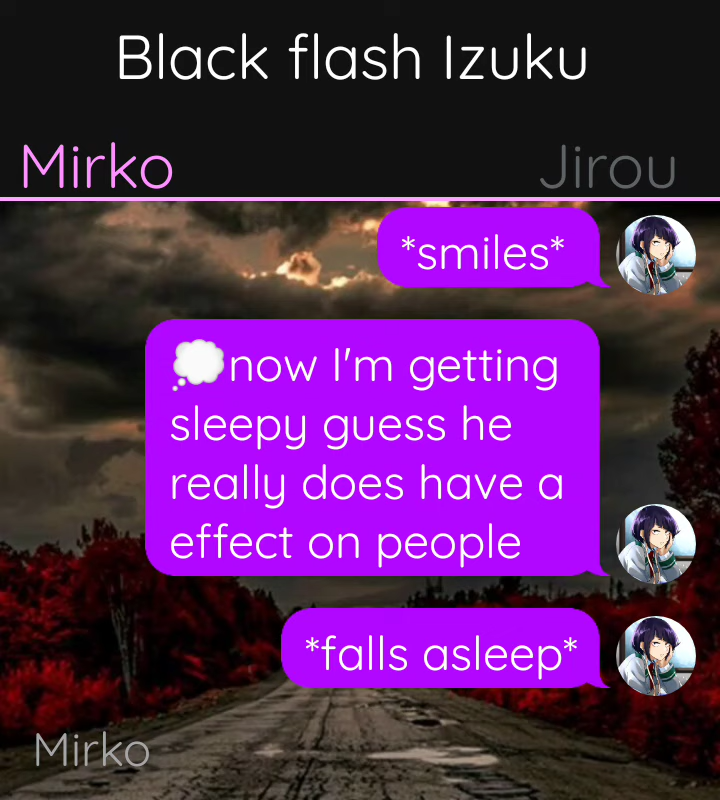 Black flash Izuku
Mirko Jirou
*smiles*
💭now I'm getting
sleepy guess he
really does have a
effect on people
*falls asleep*
Mirko